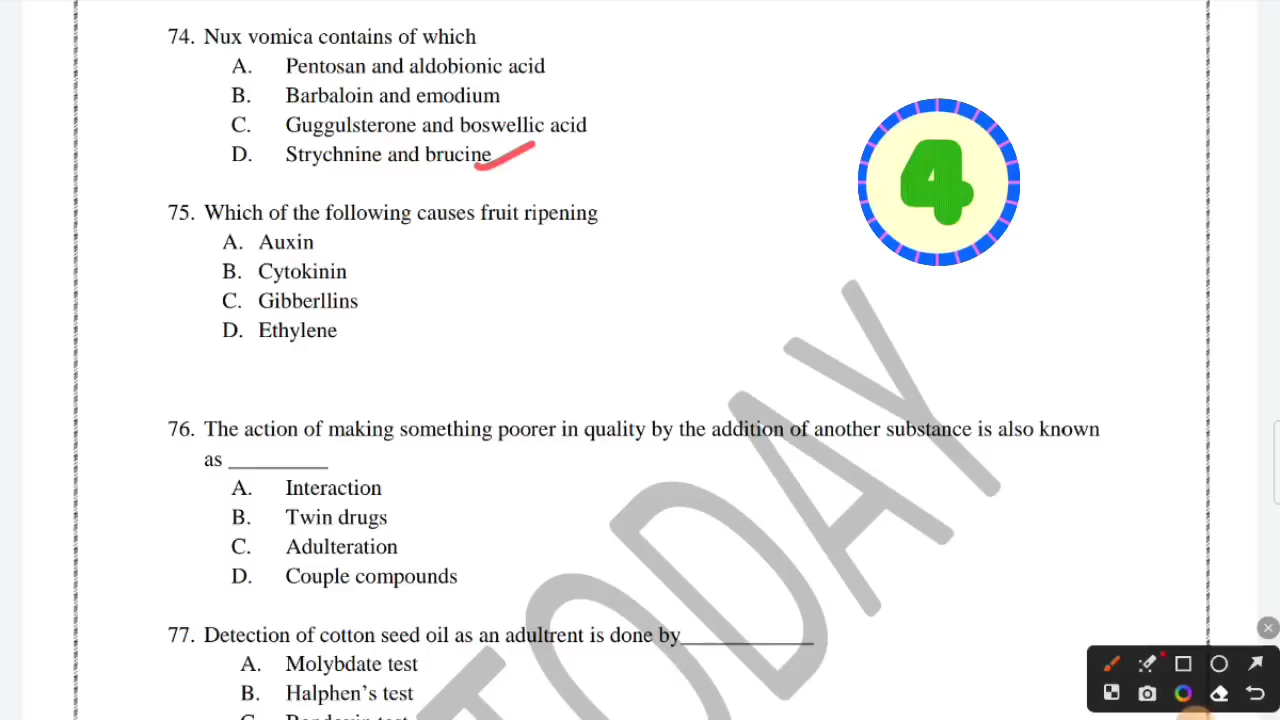 74. Nux vomica contains of which
A. Pentosan and aldobionic acid
B. Barbaloin and emodium
C. Guggulsterone and boswellic acid
D. Strychnine and brucine
4
75. Which of the following causes fruit ripening
A. Auxin
B. Cytokinin
C. Gibberllins
D. Ethylene
76. The action of making something poorer in quality by the addition of another substance is also known
as _________
A. Interaction
B. Twin drugs
C. Adulteration
D. Couple compounds
TODAY
77. Detection of cotton seed oil as an adultrent is done by____________
A. Molybdate test
B. Halphen's test